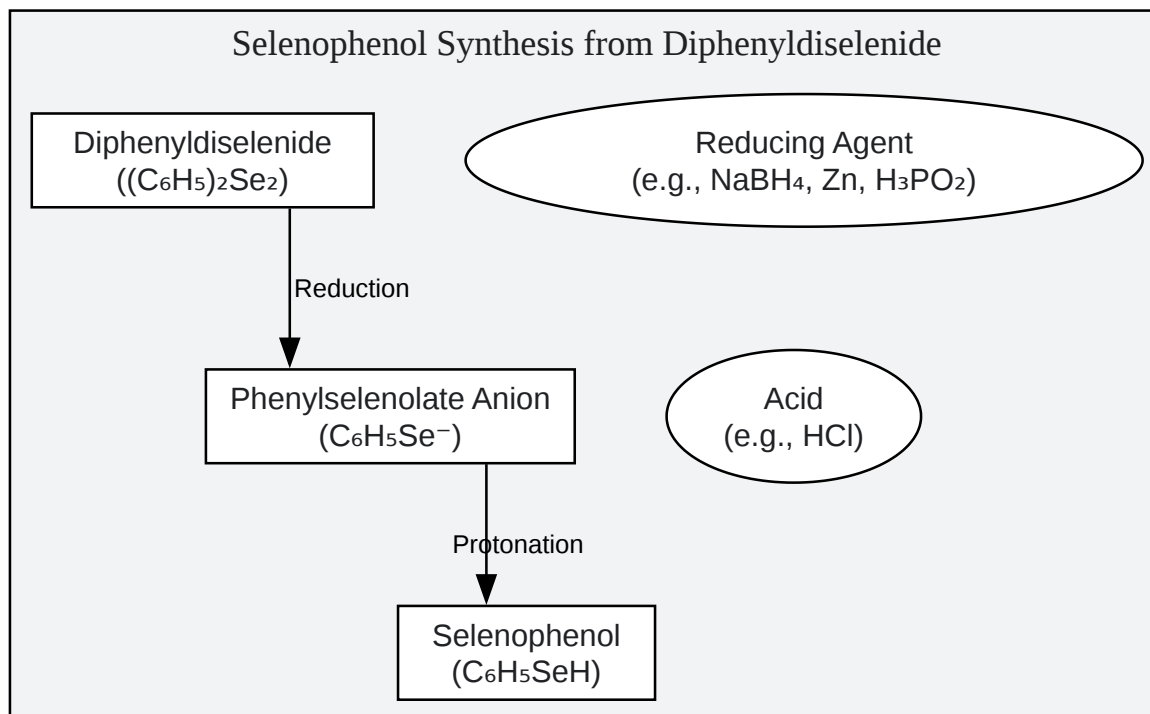 Selenophenol Synthesis from Diphenyldiselenide
Diphenyldiselenide
((C₆H₅)₂Se₂)
Reducing Agent
(e.g., NaBH₄, Zn, H₃PO₂)
Reduction
Phenylselenolate Anion
(C₆H₅Se⁻)
Acid
(e.g., HCl)
Protonation
Selenophenol
(C₆H₅SeH)